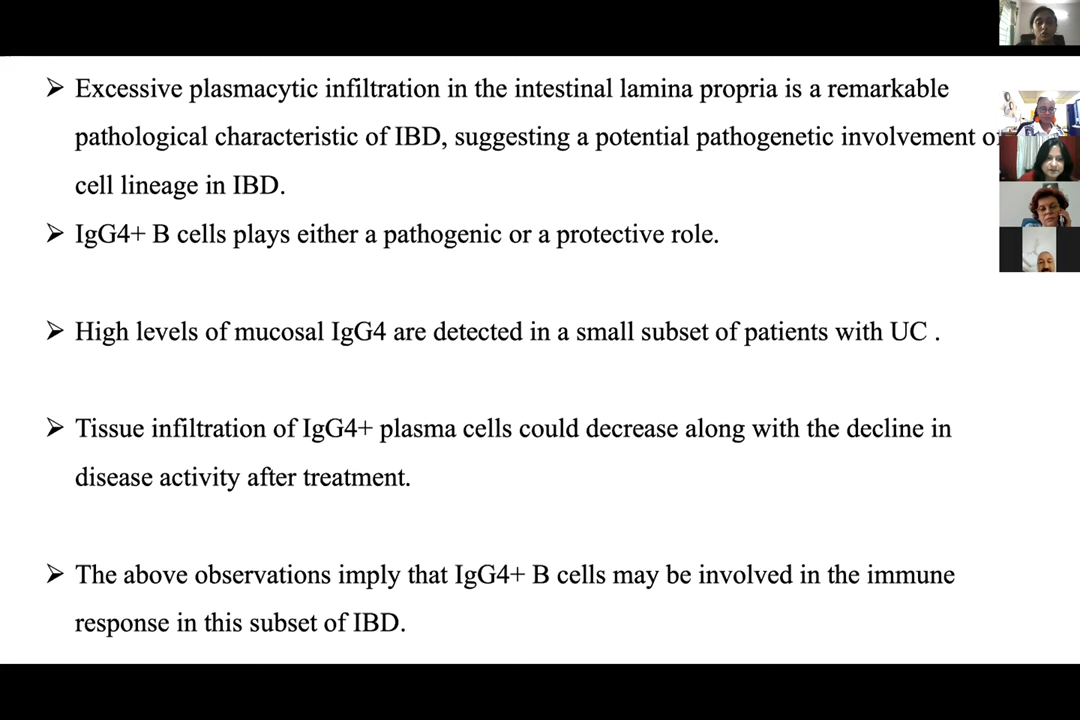 ➢ Excessive plasmacytic infiltration in the intestinal lamina propria is a remarkable
pathological characteristic of IBD, suggesting a potential pathogenetic involvement
cell lineage in IBD.
➢ IgG4+ B cells plays either a pathogenic or a protective role.
➢ High levels of mucosal IgG4 are detected in a small subset of patients with UC .
➢ Tissue infiltration of IgG4+ plasma cells could decrease along with the decline in
disease activity after treatment.
➢ The above observations imply that IgG4+ B cells may be involved in the immune
response in this subset of IBD.